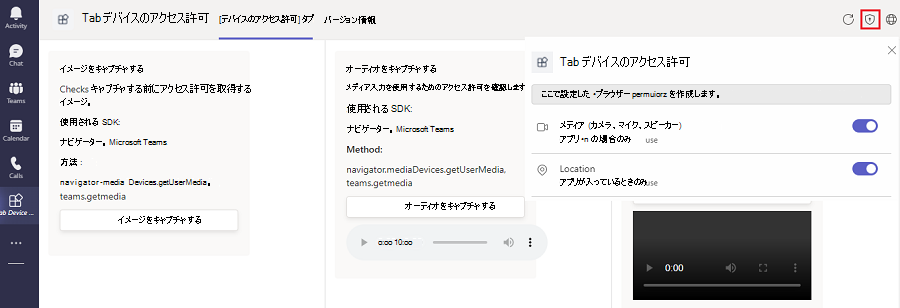 Activity
Chat
Teams
Calendar
Calls
ab Device ...
Tab デバイスのアクセス許可
[デバイスのアクセス許可] タブ
バージョン情報
イメージをキャプチャする
Checks キャプチャする前にアクセス許可を取得する
イメージ。
使用される SDK:
ナビゲーター。Microsoft Teams
方法 :
navigator-media Devices.getUserMedia。
teams.getmedia
イメージをキャプチャする
オーディオをキャプチャする
メディア入力を使用するためのアクセス許可を確認します
使用される SDK:
ナビゲーター。Microsoft Teams
Method:
navigator.mediaDevices.getUserMedia,
teams.getmedia
オーディオをキャプチャする
0:00 10:00
Tab デバイスのアクセス許可
ここで設定した ・ブラウザー permuiorz を作成します。
メディア (カメラ、マイク、スピーカー)
アプリ・n の場合のみ use
Location
アプリが入っているときのみuse
0:00